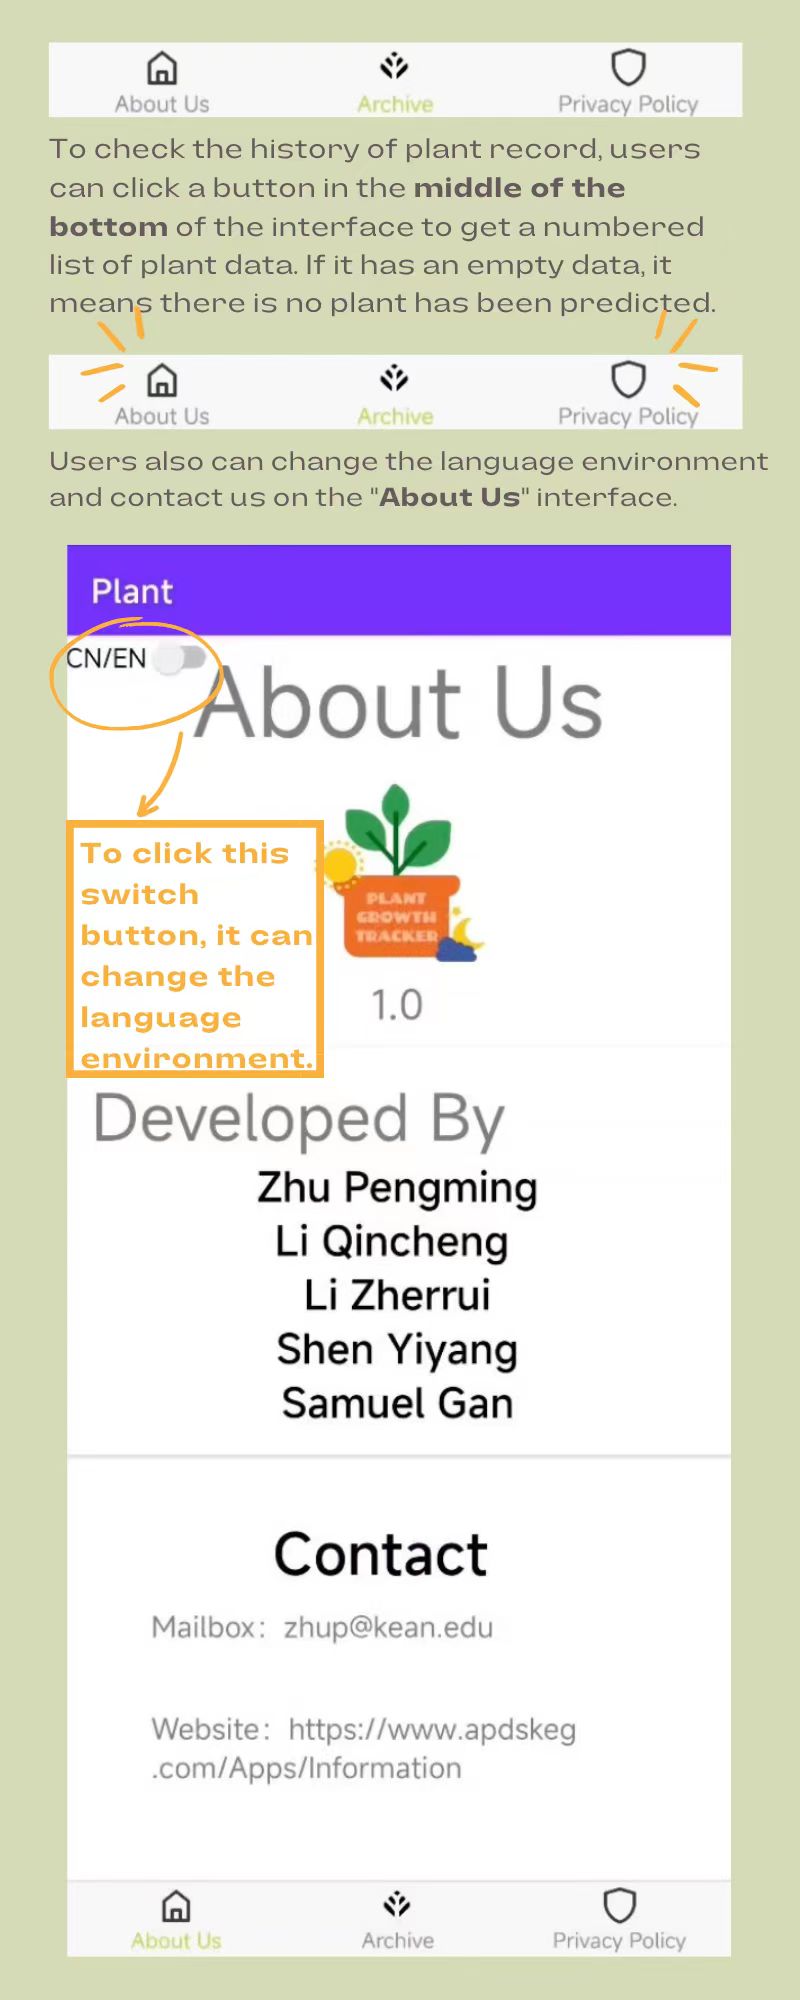 About Us Archive Privacy Policy
To check the history of plant record, users
can click a button in the middle of the
bottom of the interface to get a numbered
list of plant data. If it has an empty data, it
means there is no plant has been predicted.
About Us Archive Privacy Policy
Users also can change the language environment
and contact us on the "About Us" interface.
Plant
CN/EN
About Us
PLANT
GROWTH
TRACKER
1.0
To click this
switch
button, it can
change the
language
environment.
Developed By
Zhu Pengming
Li Qincheng
Li Zherrui
Shen Yiyang
Samuel Gan
Contact
Mailbox： zhup@kean.edu
Website： https://www.apdskeg
.com/Apps/Information
About Us Archive Privacy Policy